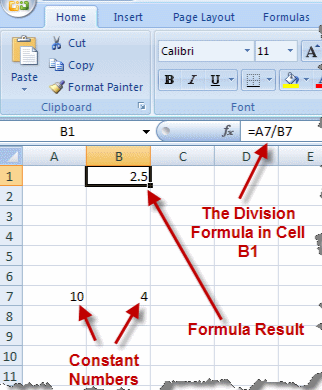 Home Insert Page Layout Formulas
Cut
Copy
Format Painter
Paste
Clipboard
Calibri 11 A
B I U
Font
B1 fx =A7/B7
A B C D E
1 2.5
2
3
4
The Division
Formula in Cell
B1
5
6
7 10 4
8
Formula Result
9
10
Constant
Numbers
11